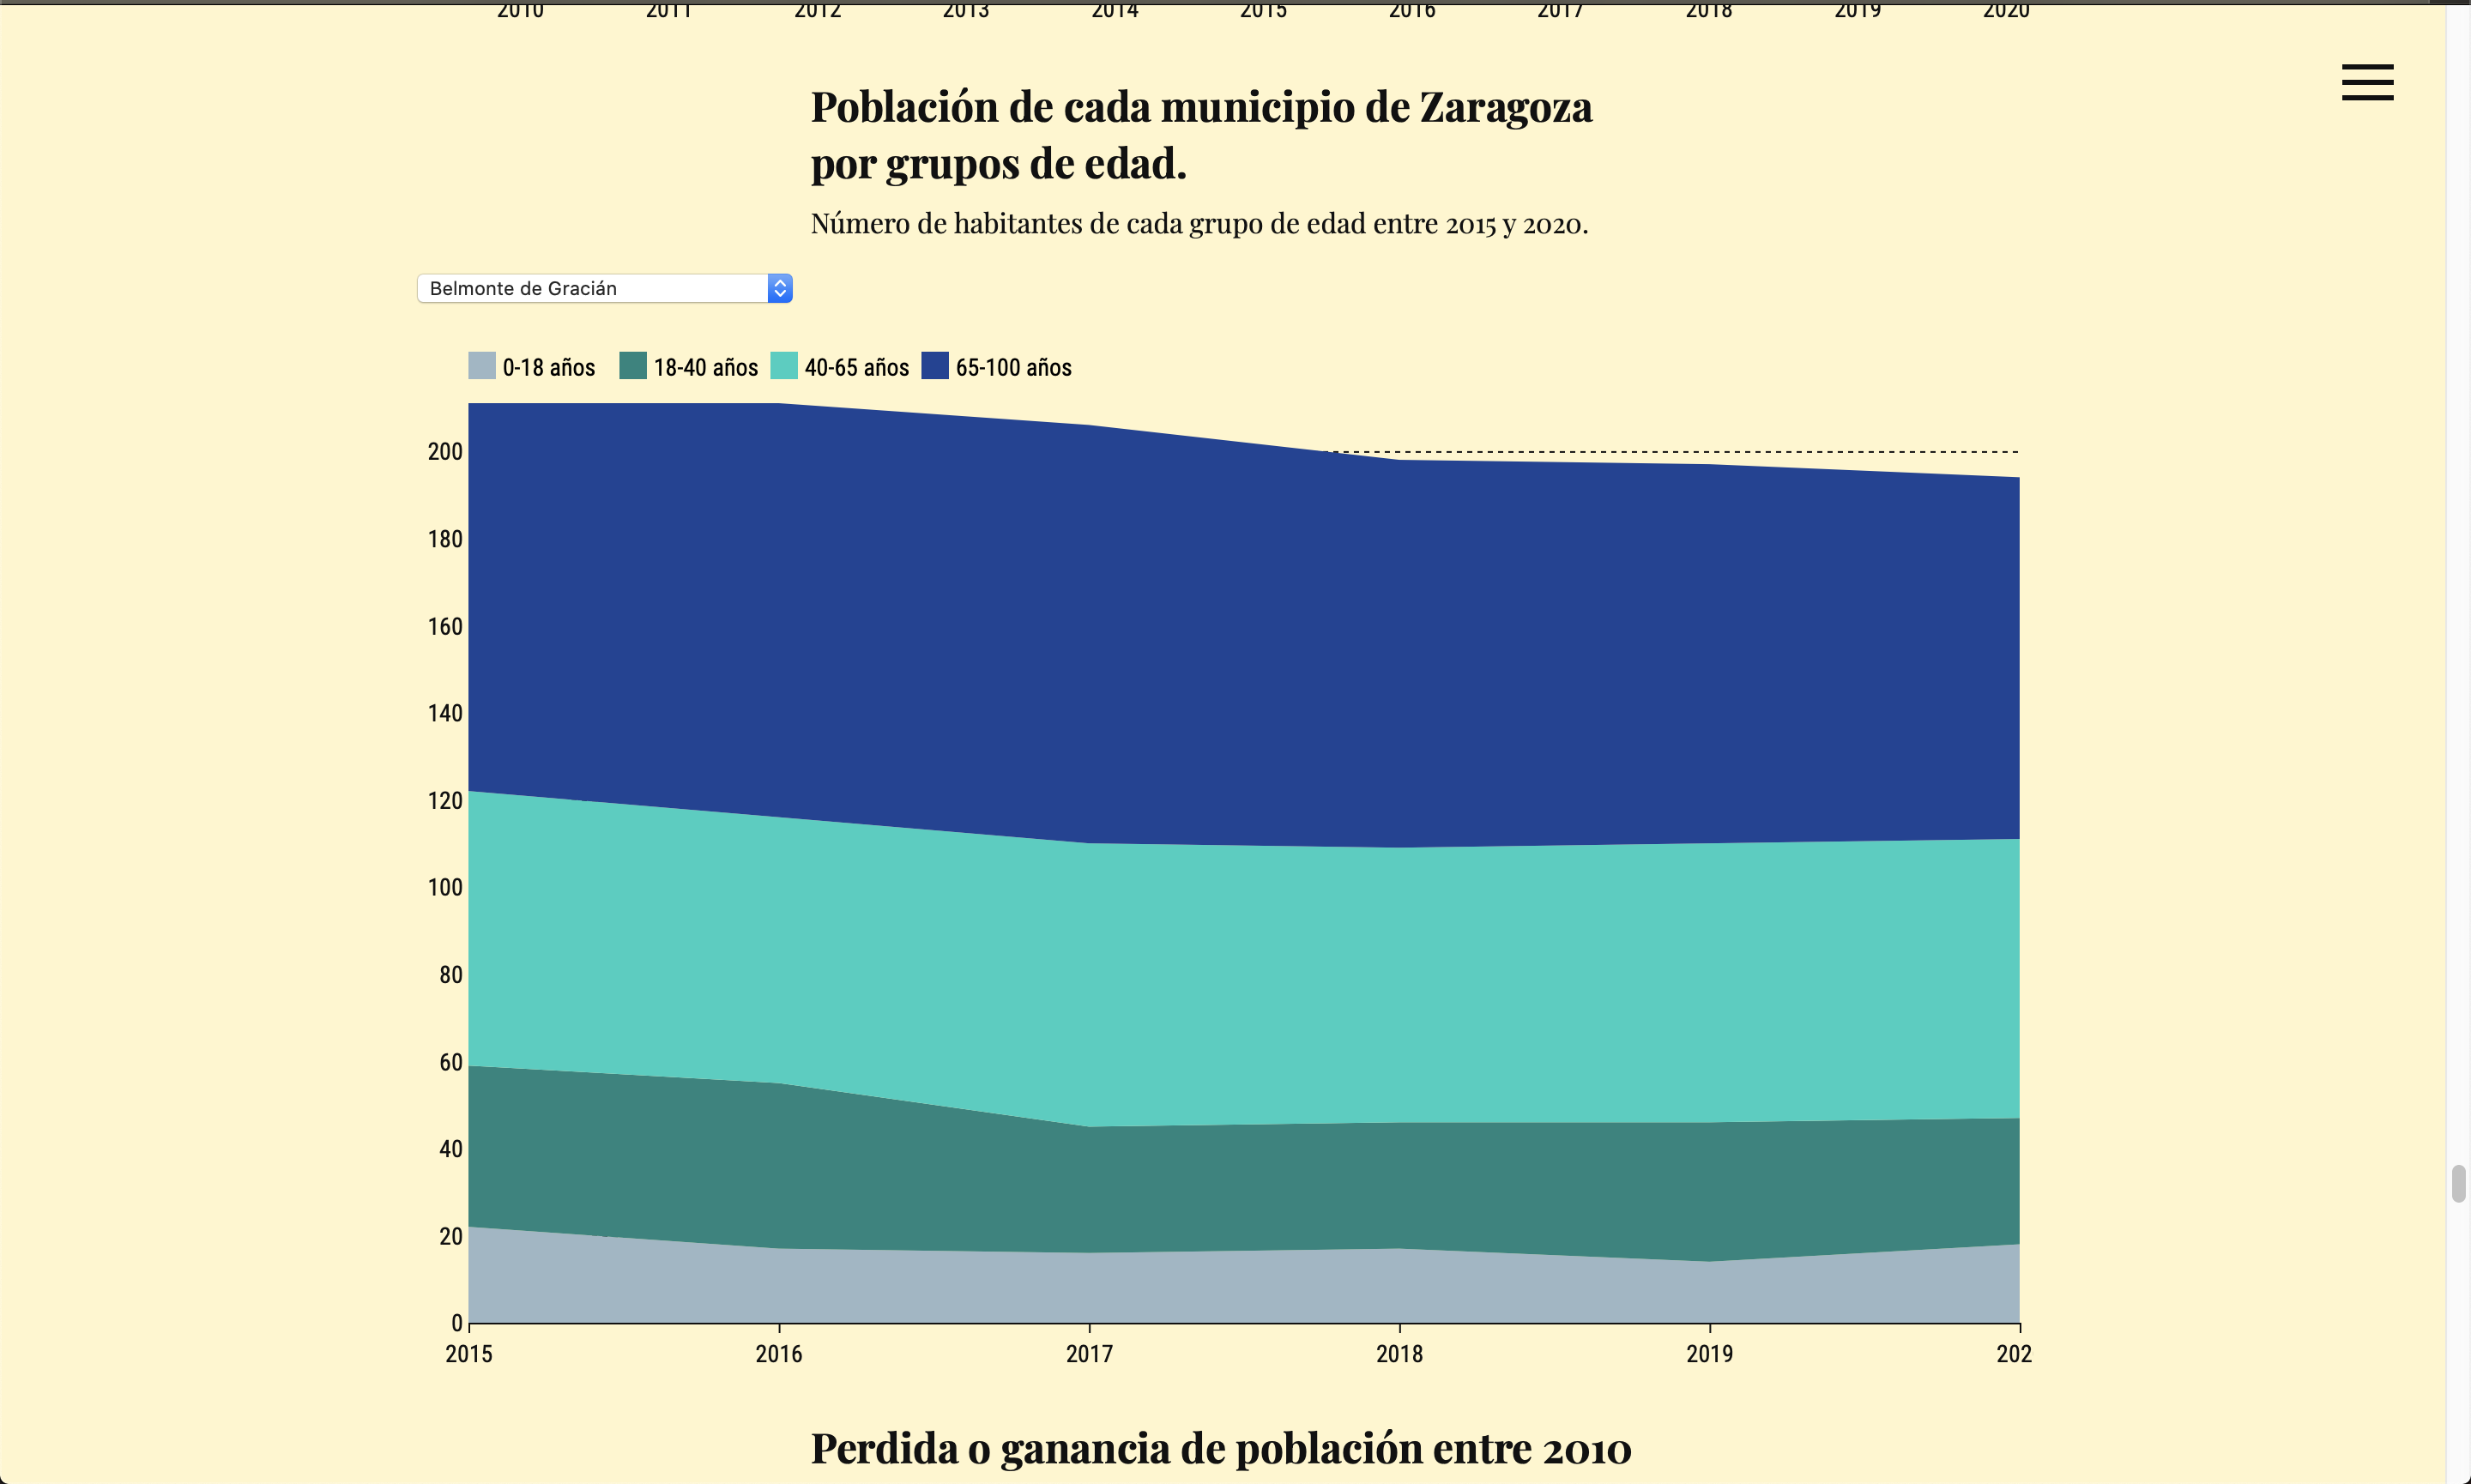 2010 2011 2012 2013 2014 2015 2016 2017 2018 2019 2020
Población de cada municipio de Zaragoza
por grupos de edad.
Número de habitantes de cada grupo de edad entre 2015 y 2020.
Belmonte de Gracián
0-18 años 18-40 años 40-65 años 65-100 años
200
180
160
140
120
100
80
60
40
20
0
2015 2016 2017 2018 2019 202
Perdida o ganancia de población entre 2010